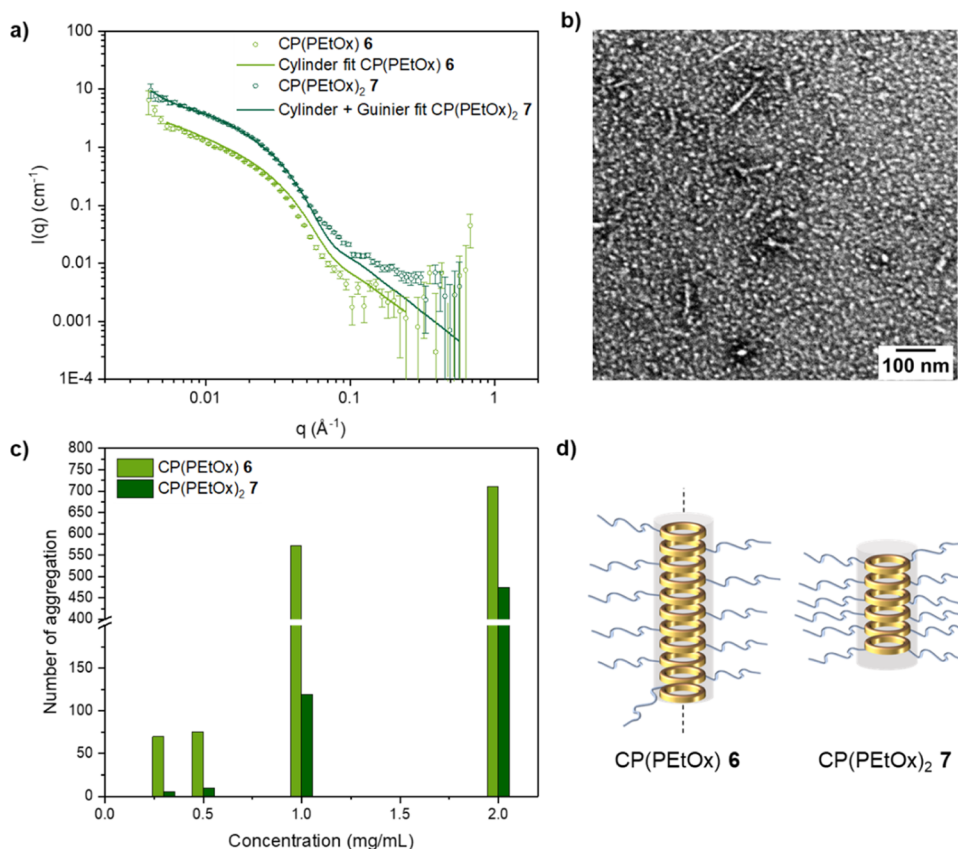 a)
100
10
1
0.1
0.01
0.001
1E-4
I(q) (cm⁻¹)
0.01
0.1
1
q (Å⁻¹)
CP(PEtOx) 6
Cylinder fit CP(PEtOx) 6
CP(PEtOx)₂ 7
Cylinder + Guinier fit CP(PEtOx)₂ 7
b)
100 nm
c)
800
750
700
650
600
550
500
450
400
150
100
50
0
Number of aggregation
CP(PEtOx) 6
CP(PEtOx)₂ 7
0.0
0.5
1.0
1.5
2.0
Concentration (mg/mL)
d)
CP(PEtOx) 6
CP(PEtOx)₂ 7